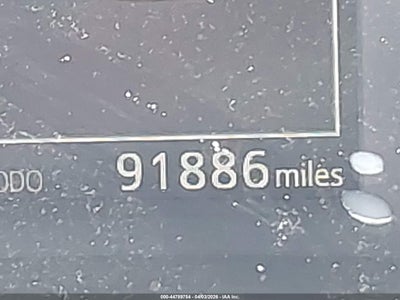 ODO 91886 miles
000-44759754 - 04/03/2026 - IAA Inc.